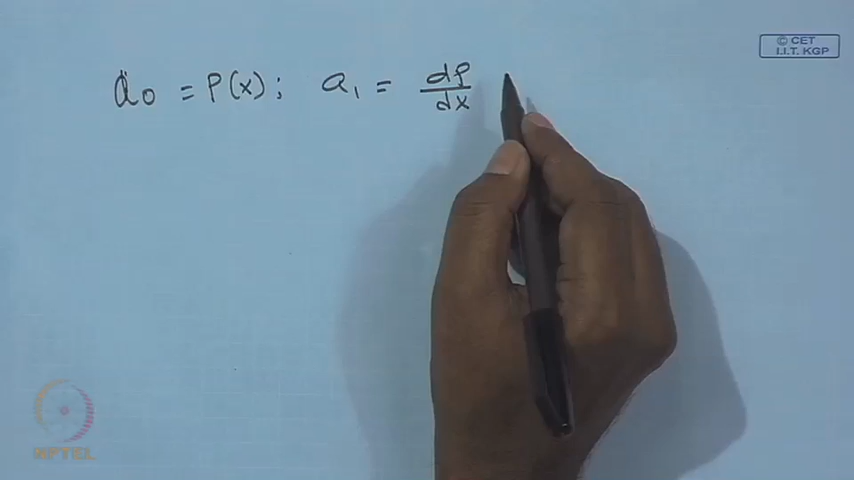 © CET
I.I.T. KGP
a₀ = P(x) ; a₁ = dP/dx
NPTEL